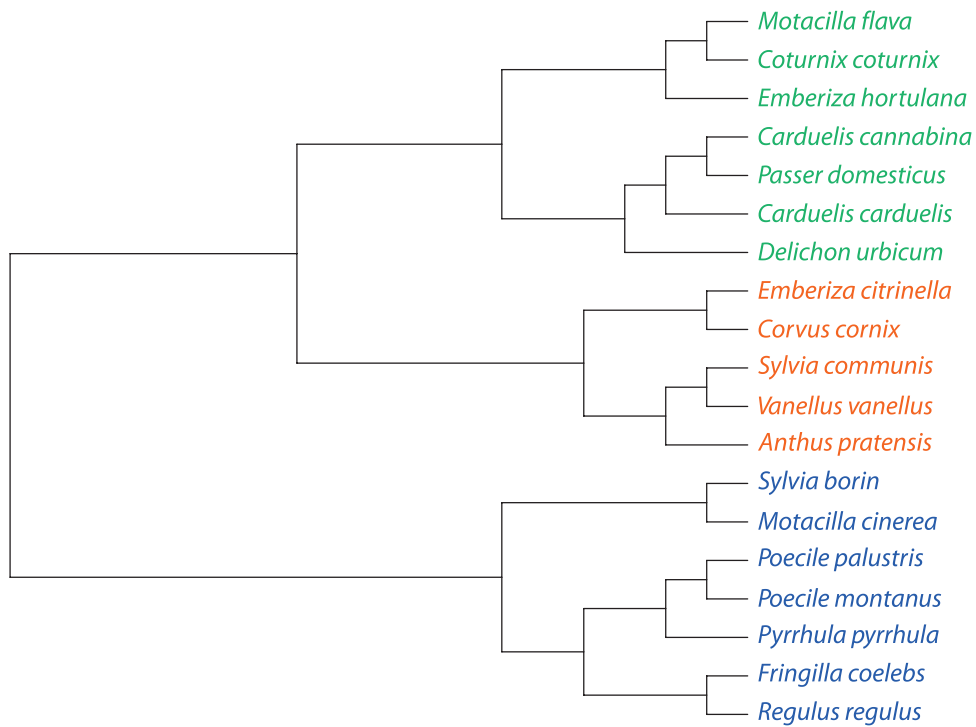 Motacilla flava
Coturnix coturnix
Emberiza hortulana
Carduelis cannabina
Passer domesticus
Carduelis carduelis
Delichon urbicum
Emberiza citrinella
Corvus cornix
Sylvia communis
Vanellus vanellus
Anthus pratensis
Sylvia borin
Motacilla cinerea
Poecile palustris
Poecile montanus
Pyrrhula pyrrhula
Fringilla coelebs
Regulus regulus